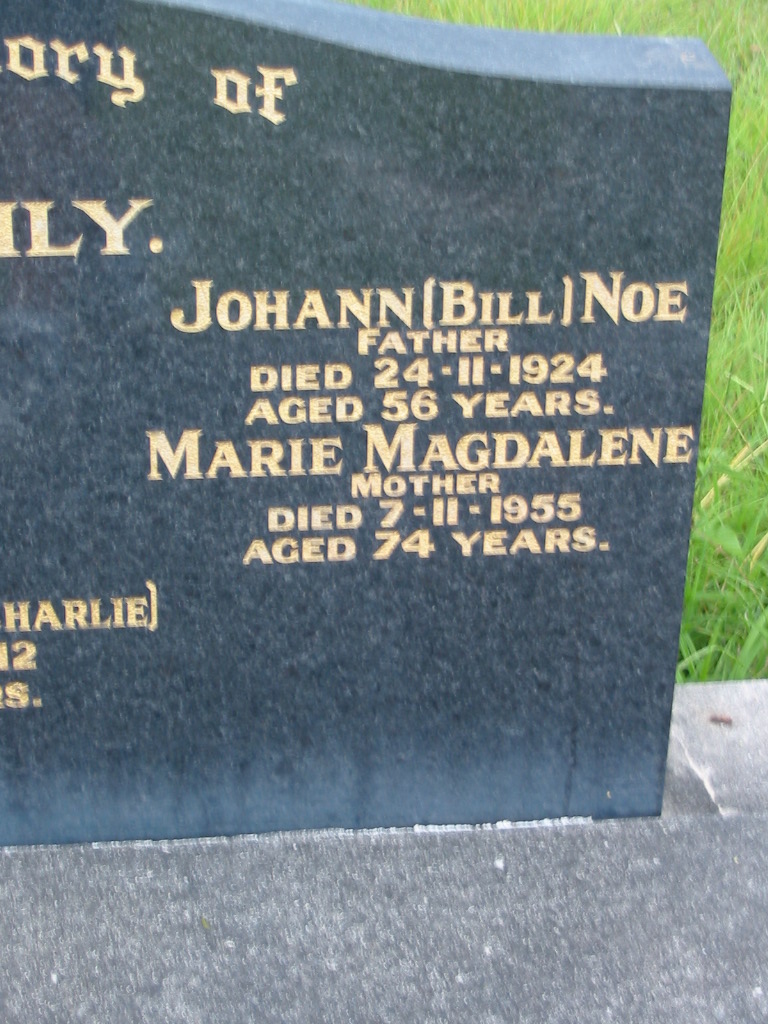 ory of
ILY.
JOHANN (BILL) NOE
FATHER
DIED 24-11-1924
AGED 56 YEARS.
MARIE MAGDALENE
MOTHER
DIED 7-11-1955
AGED 74 YEARS.
HARLIE)
12
RS.